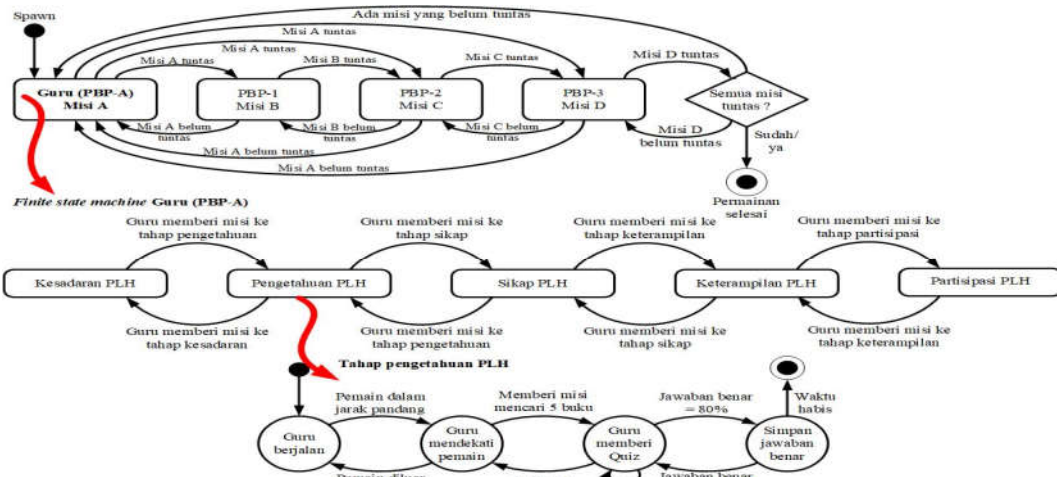 Spawn
Ada misi yang belum tuntas
Misi A tuntas
Misi A tuntas
Misi A tuntas
Misi B tuntas
Misi C tuntas
Misi D tuntas
Guru (PBP-A)
Misi A
PBP-1
Misi B
PBP-2
Misi C
PBP-3
Misi D
Semua misi
tuntas ?
Misi A belum
tuntas
Misi B belum
tuntas
Misi C belum
tuntas
Misi D
belum tuntas
Misi A belum tuntas
Misi A belum tuntas
Sudah/
ya
Permainan
selesai
Finite state machine Guru (PBP-A)
Guru memberi misi ke
tahap pengetahuan
Guru memberi misi ke
tahap sikap
Guru memberi misi ke
tahap keterampilan
Guru memberi misi ke
tahap partisipasi
Kesadaran PLH
Pengetahuan PLH
Sikap PLH
Keterampilan PLH
Partisipasi PLH
Guru memberi misi ke
tahap kesadaran
Guru memberi misi ke
tahap pengetahuan
Guru memberi misi ke
tahap sikap
Guru memberi misi ke
tahap keterampilan
Tahap pengetahuan PLH
Pemain dalam
jarak pandang
Memberi misi
mencari 5 buku
Jawaban benar
= 80%
Waktu
habis
Guru
berjalan
Guru
mendekati
pemain
Guru
memberi
Quiz
Simpan
jawaban
benar
Pemain diluar
Jawaban benar